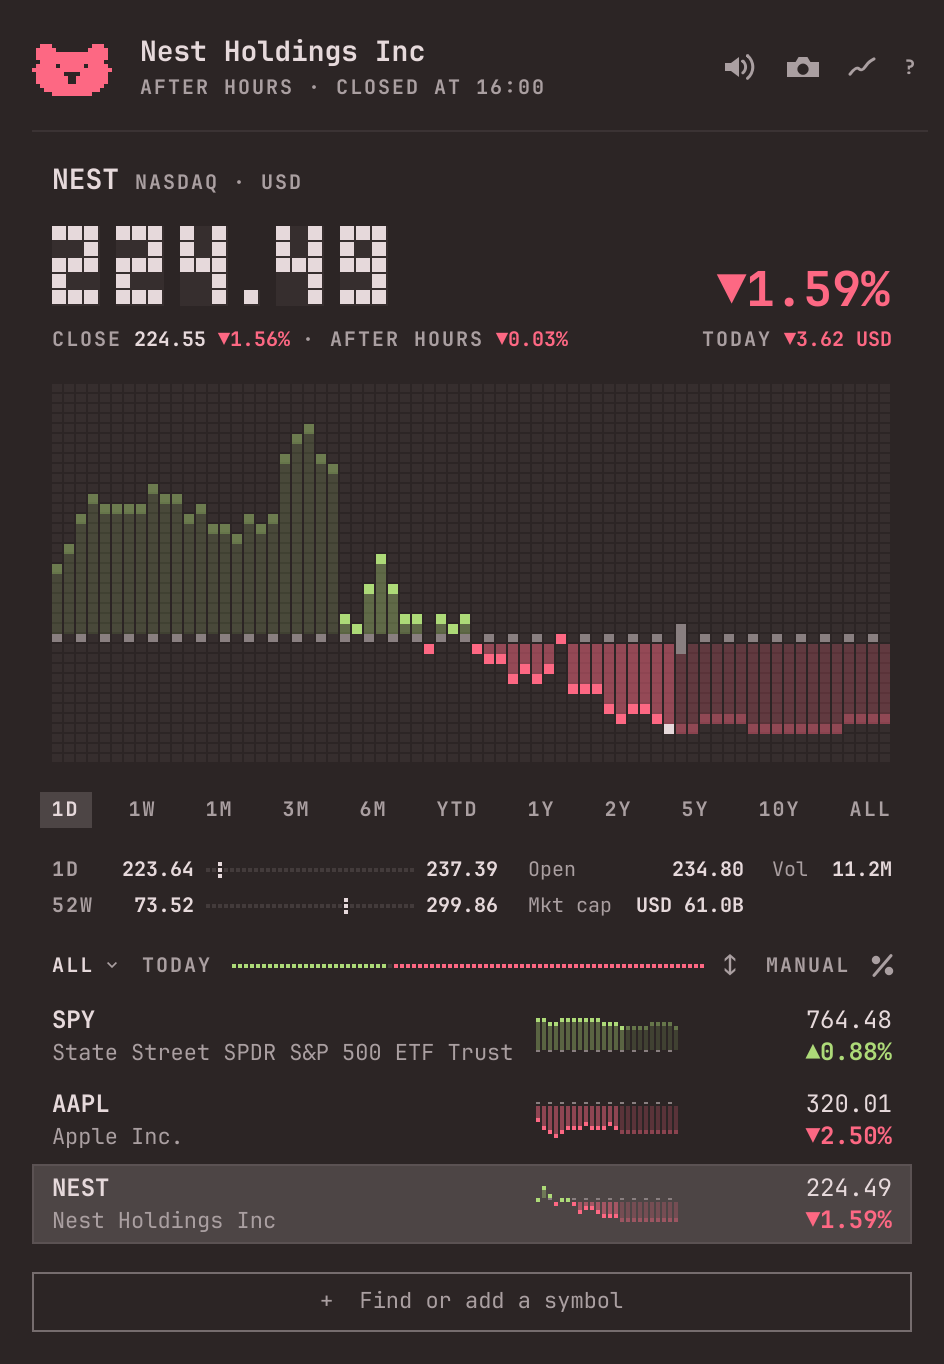 Nest Holdings Inc
AFTER HOURS · CLOSED AT 16:00
?
NEST NASDAQ · USD
224.49
▼1.59%
CLOSE 224.55 ▼1.56% · AFTER HOURS ▼0.03%
TODAY ▼3.62 USD
1D 1W 1M 3M 6M YTD 1Y 2Y 5Y 10Y ALL
1D 223.64 237.39 Open 234.80 Vol 11.2M
52W 73.52 299.86 Mkt cap USD 61.0B
ALL TODAY MANUAL %
SPY 764.48
State Street SPDR S&P 500 ETF Trust ▲0.88%
AAPL 320.01
Apple Inc. ▼2.50%
NEST 224.49
Nest Holdings Inc ▼1.59%
+ Find or add a symbol